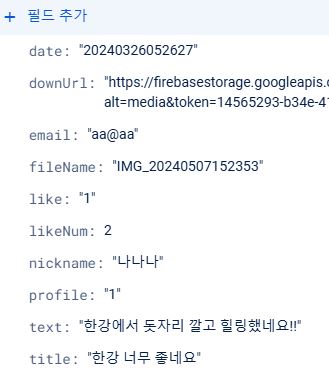 + 필드 추가
date: "20240326052627"
downUrl: "https://firebasestorage.googleapis.
alt=media&token=14565293-b34e-41
email: "aa@aa"
fileName: "IMG_20240507152353"
like: "1"
likeNum: 2
nickname: "나나나"
profile: "1"
text: "한강에서 돗자리 깔고 힐링했네요!!"
title: "한강 너무 좋네요"